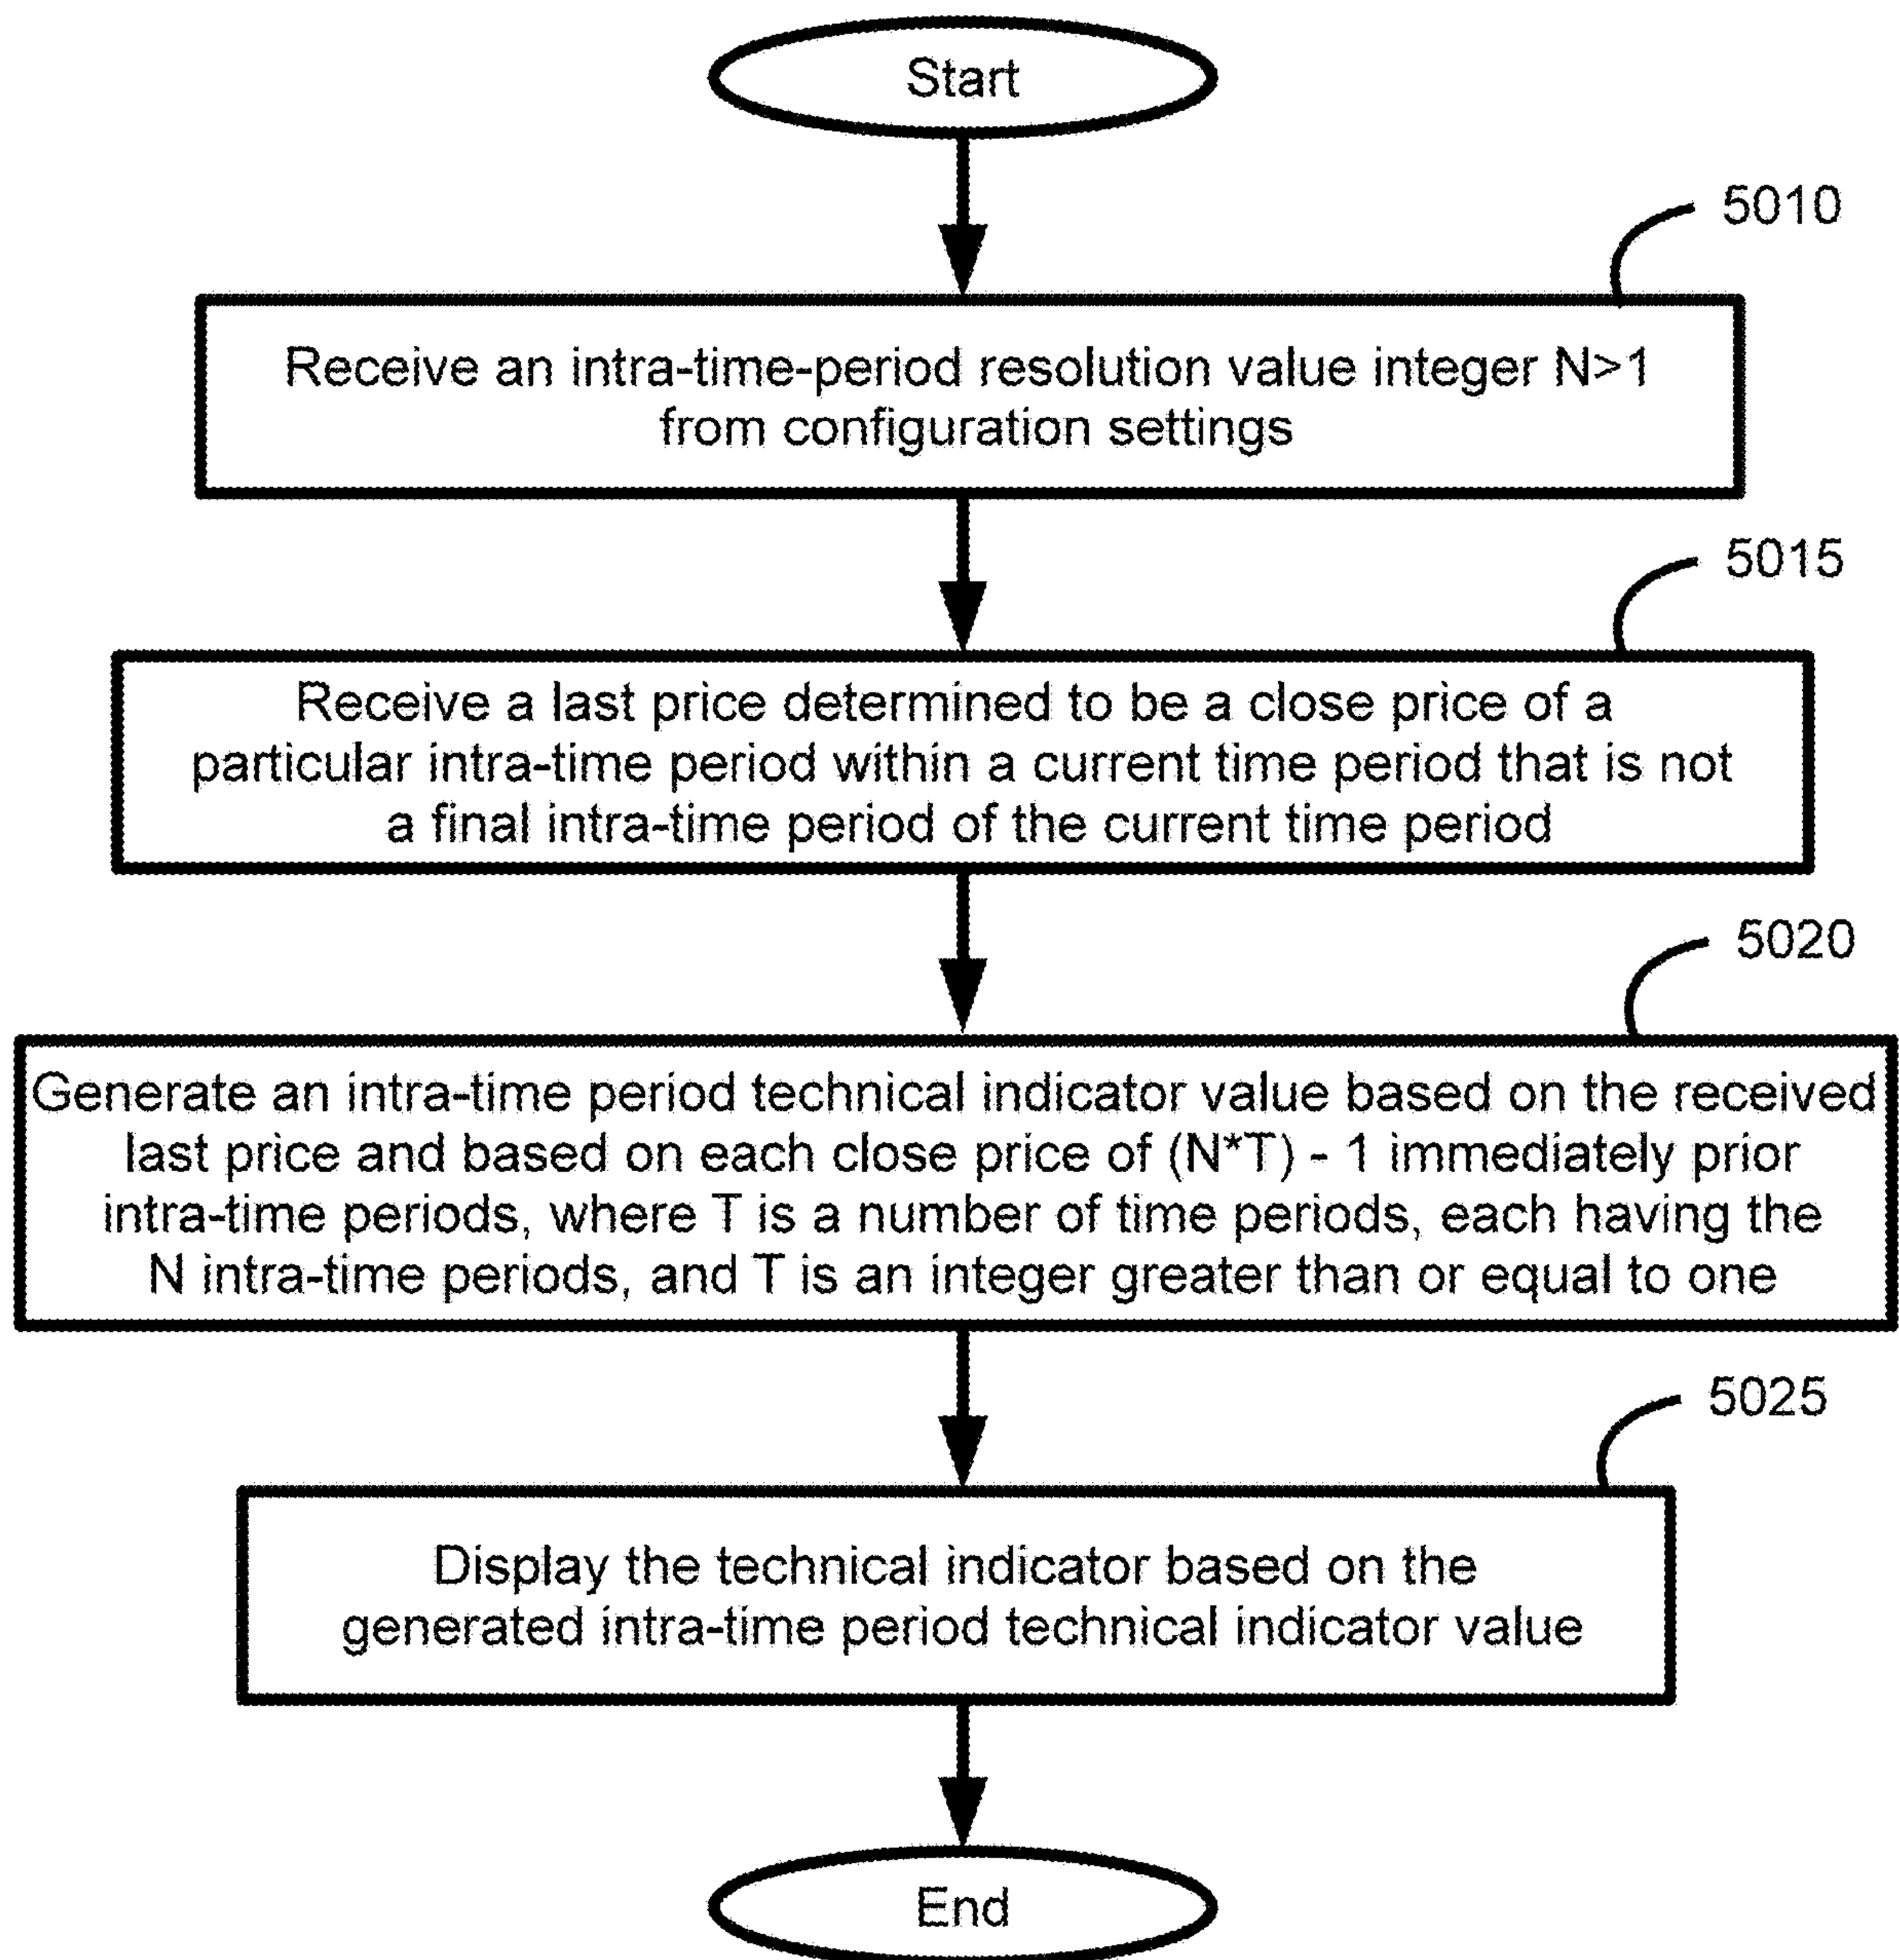 Start
5010
Receive an intra-time-period resolution value integer N>1
from configuration settings
5015
Receive a last price determined to be a close price of a
particular intra-time period within a current time period that is not
a final intra-time period of the current time period
5020
Generate an intra-time period technical indicator value based on the received
last price and based on each close price of (N*T) - 1 immediately prior
intra-time periods, where T is a number of time periods, each having the
N intra-time periods, and T is an integer greater than or equal to one
5025
Display the technical indicator based on the
generated intra-time period technical indicator value
End